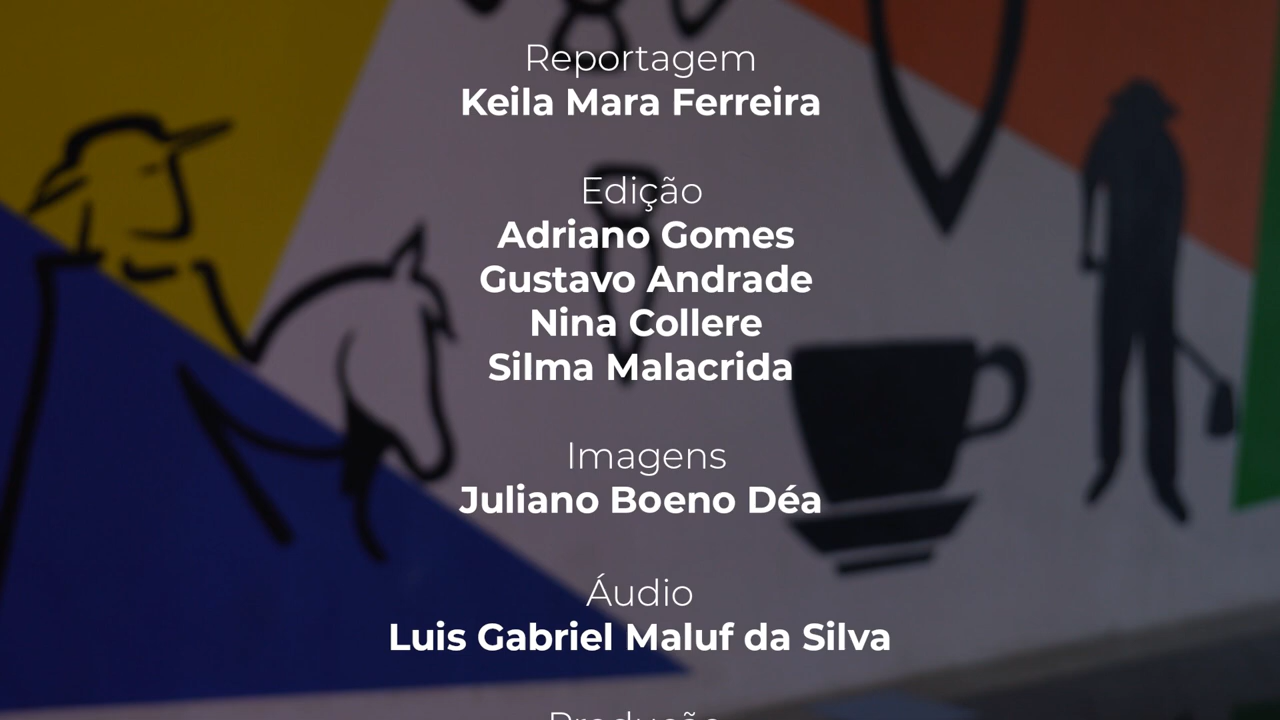 Reportagem
Keila Mara Ferreira
Edição
Adriano Gomes
Gustavo Andrade
Nina Collere
Silma Malacrida
Imagens
Juliano Boeno Déa
Áudio
Luis Gabriel Maluf da Silva
Produção